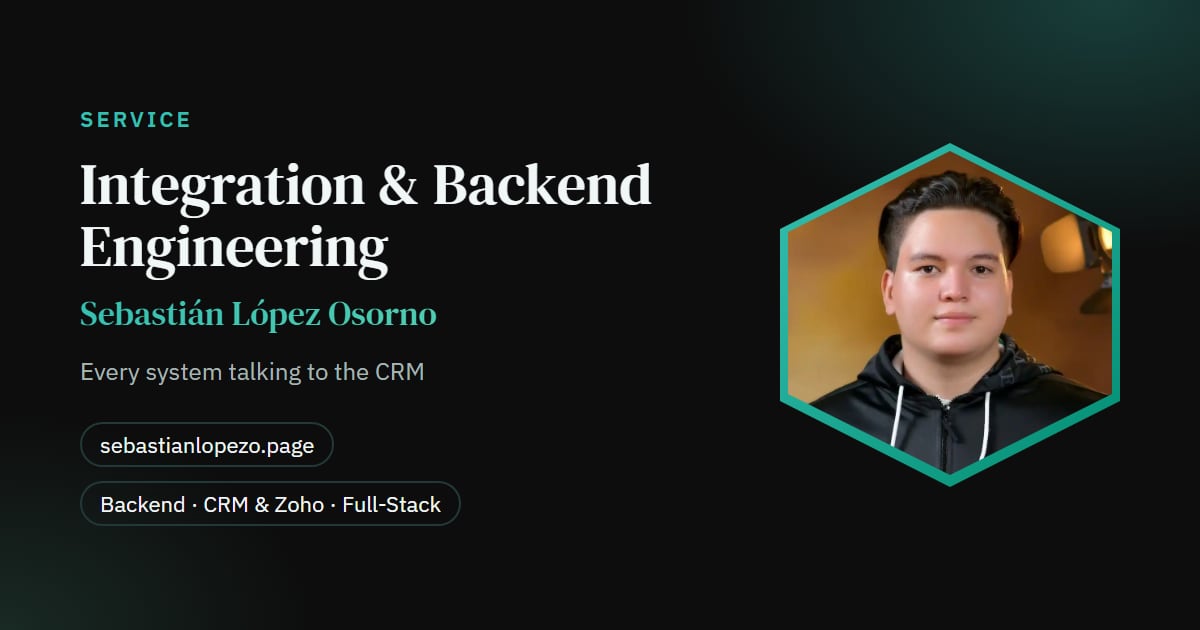 SERVICE
Integration & Backend
Engineering
Sebastián López Osorno
Every system talking to the CRM
sebastianlopezo.page
Backend · CRM & Zoho · Full-Stack